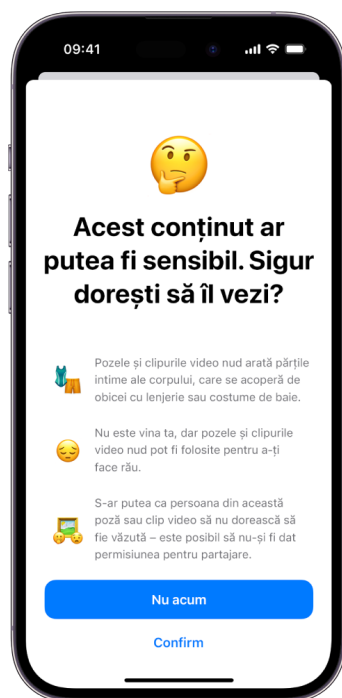 09:41
Acest conținut ar
putea fi sensibil. Sigur
dorești să îl vezi?
Pozele și clipurile video nud arată părțile
intime ale corpului, care se acoperă de
obicei cu lenjerie sau costume de baie.
Nu este vina ta, dar pozele și clipurile
video nud pot fi folosite pentru a-ți
face rău.
S-ar putea ca persoana din această
poză sau clip video să nu dorească să
fie văzută – este posibil să nu-și fi dat
permisiunea pentru partajare.
Nu acum
Confirm